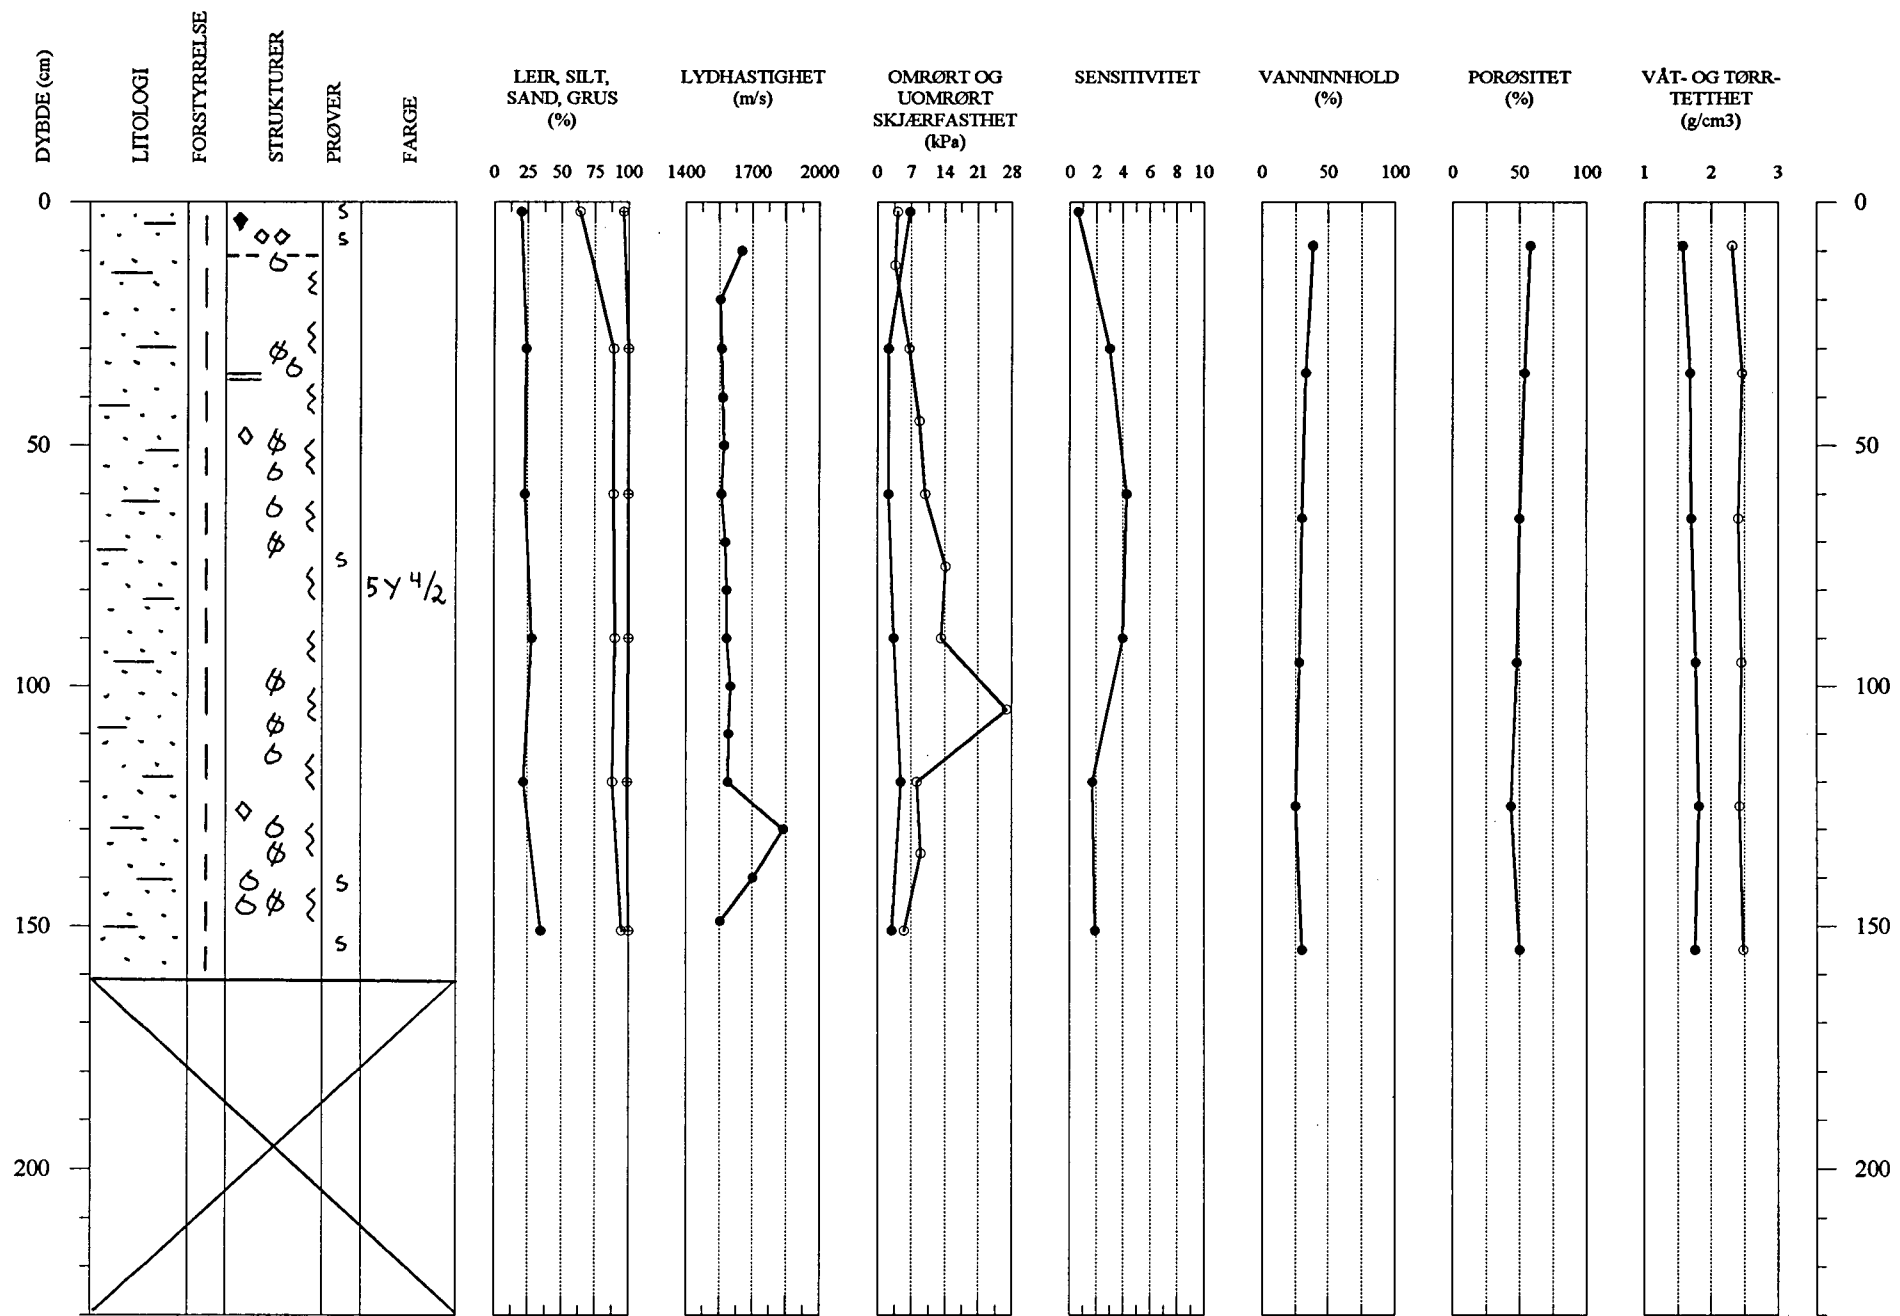 DYBDE (cm)
LITOLOGI
FORSTYRRELSE
STRUKTURER
PRØVER
FARGE
LEIR, SILT,
SAND, GRUS
(%)
LYDHASTIGHET
(m/s)
OMRØRT OG
UOMRØRT
SKJÆRFASTHET
(kPa)
SENSITIVITET
VANNINNHOLD
(%)
PORØSITET
(%)
VÅT- OG TØRR-
TETTHET
(g/cm3)
0 25 50 75 100
1400 1700 2000
0 7 14 21 28
0 2 4 6 8 10
0 50 100
0 50 100
1 2 3
0
50
100
150
200
S
S
S
S
S
5Y 4/2
0
50
100
150
200